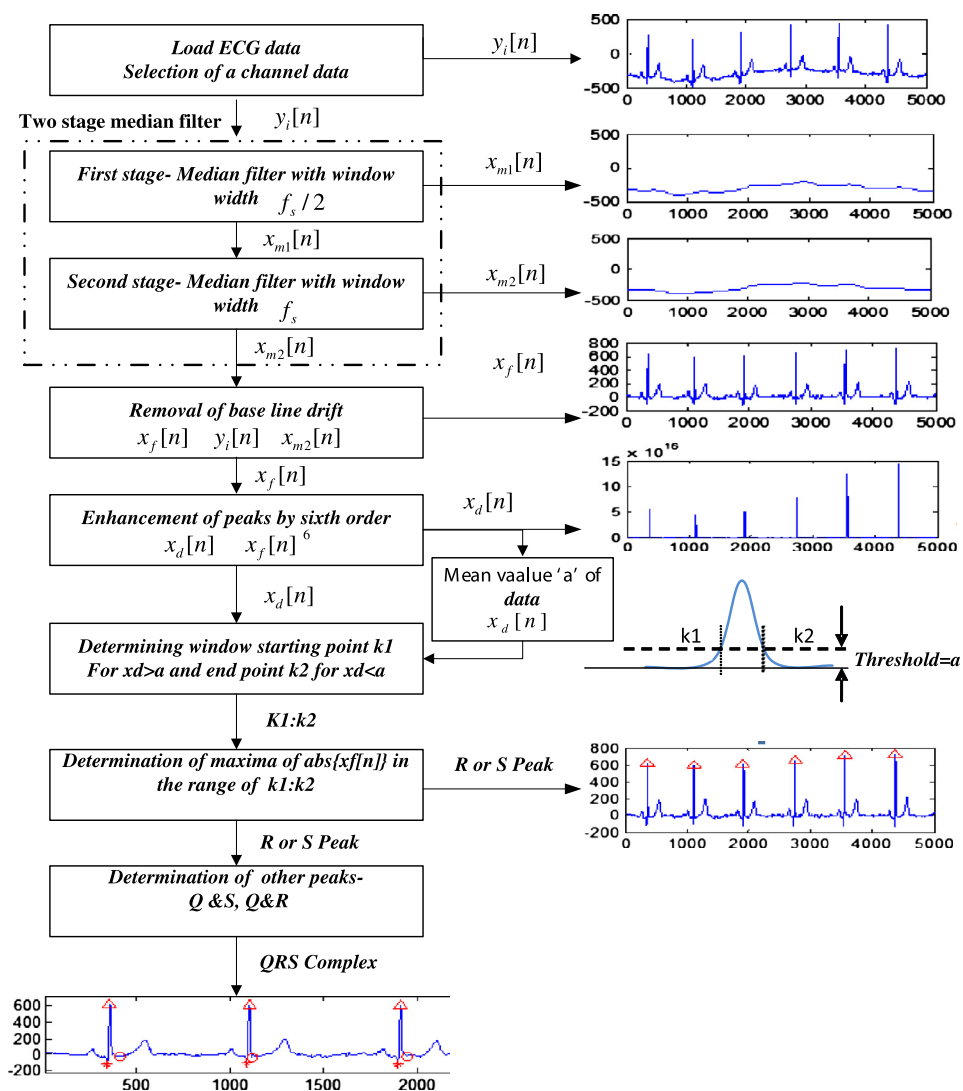 Load ECG data
Selection of a channel data
y_i[n]
500
0
-500
0 1000 2000 3000 4000 5000
Two stage median filter
y_i[n]
First stage- Median filter with window
width f_s / 2
x_m1[n]
500
0
-500
0 1000 2000 3000 4000 5000
x_m1[n]
Second stage- Median filter with window
width f_s
x_m2[n]
500
0
-500
0 1000 2000 3000 4000 5000
x_m2[n]
x_f[n]
800
600
400
200
0
-200
0 1000 2000 3000 4000 5000
Removal of base line drift
x_f[n] y_i[n] x_m2[n]
x_f[n]
Enhancement of peaks by sixth order
x_d[n] x_f[n]^6
x_d[n]
x 10^16
15
10
5
0
0 1000 2000 3000 4000 5000
Mean vaalue 'a' of
data
x_d[n]
x_d[n]
Determining window starting point k1
For xd>a and end point k2 for xd<a
k1 k2
Threshold=a
K1:k2
Determination of maxima of abs{xf[n]} in
the range of k1:k2
R or S Peak
800
600
400
200
0
-200
0 1000 2000 3000 4000 5000
R or S Peak
Determination of other peaks-
Q &S, Q&R
QRS Complex
600
400
200
0
-200
500 1000 1500 2000